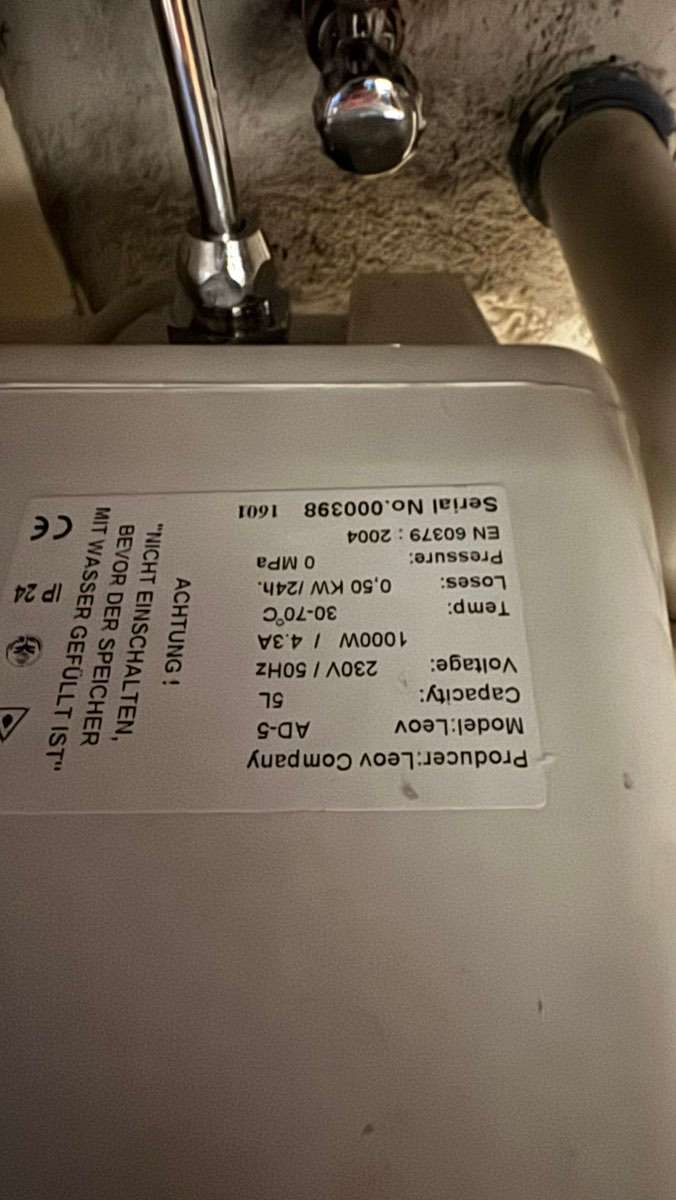 Producer:Leov Company
Model:Leov AD-5
Capacity: 5L
Voltage: 230V / 50Hz
1000W / 4.3A
Temp: 30-70°C
Loses: 0,50 KW /24h.
Pressure: 0 MPa
EN 60379 : 2004
Serial No.000398 1601
ACHTUNG !
"NICHT EINSCHALTEN,
BEVOR DER SPEICHER
MIT WASSER GEFÜLLT IST"
IP 24
CE